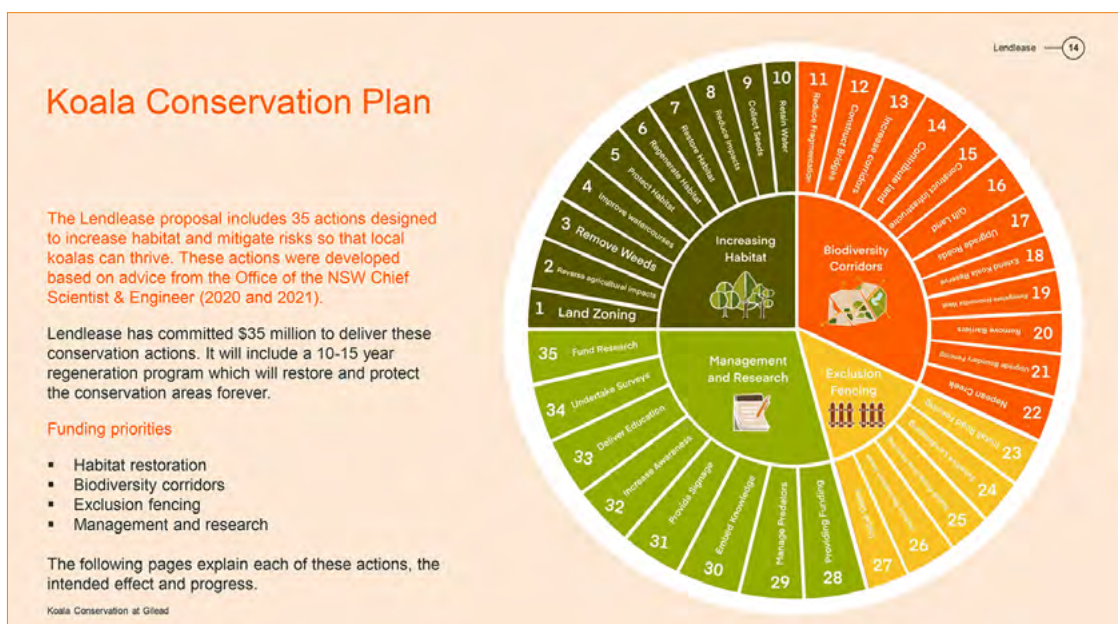 Lendlease
14
Koala Conservation Plan
The Lendlease proposal includes 35 actions designed
to increase habitat and mitigate risks so that local
koalas can thrive. These actions were developed
based on advice from the Office of the NSW Chief
Scientist & Engineer (2020 and 2021).
Lendlease has committed $35 million to deliver these
conservation actions. It will include a 10-15 year
regeneration program which will restore and protect
the conservation areas forever.
Funding priorities
▪ Habitat restoration
▪ Biodiversity corridors
▪ Exclusion fencing
▪ Management and research
The following pages explain each of these actions, the
intended effect and progress.
Koala Conservation at Gilead
Increasing
Habitat
1 Land Zoning
2 Reverse agricultural impacts
3 Remove Weeds
4 Improve watercourses
5 Protect Habitat
6 Regenerate Habitat
7 Restore Habitat
8 Reduce Impacts
9 Collect Seeds
10 Retain Water
Biodiversity
Corridors
11 Reduce Fragmentation
12 Construct Bridges
13 Increase corridors
14 Contribute land
15 Construct Infrastructure
16 Gift Land
17 Upgrade Roads
18 Extend Koala Reserve
19
20 Remove Barriers
21 Upgrade Boundary Fencing
22 Nepean Creek
Exclusion
Fencing
23 Install Road Fencing
24
25
26
27
Management
and Research
28 Providing Funding
29 Manage Predators
30 Embed Knowledge
31 Provide Signage
32 Increase Awareness
33 Deliver Education
34 Undertake Surveys
35 Fund Research